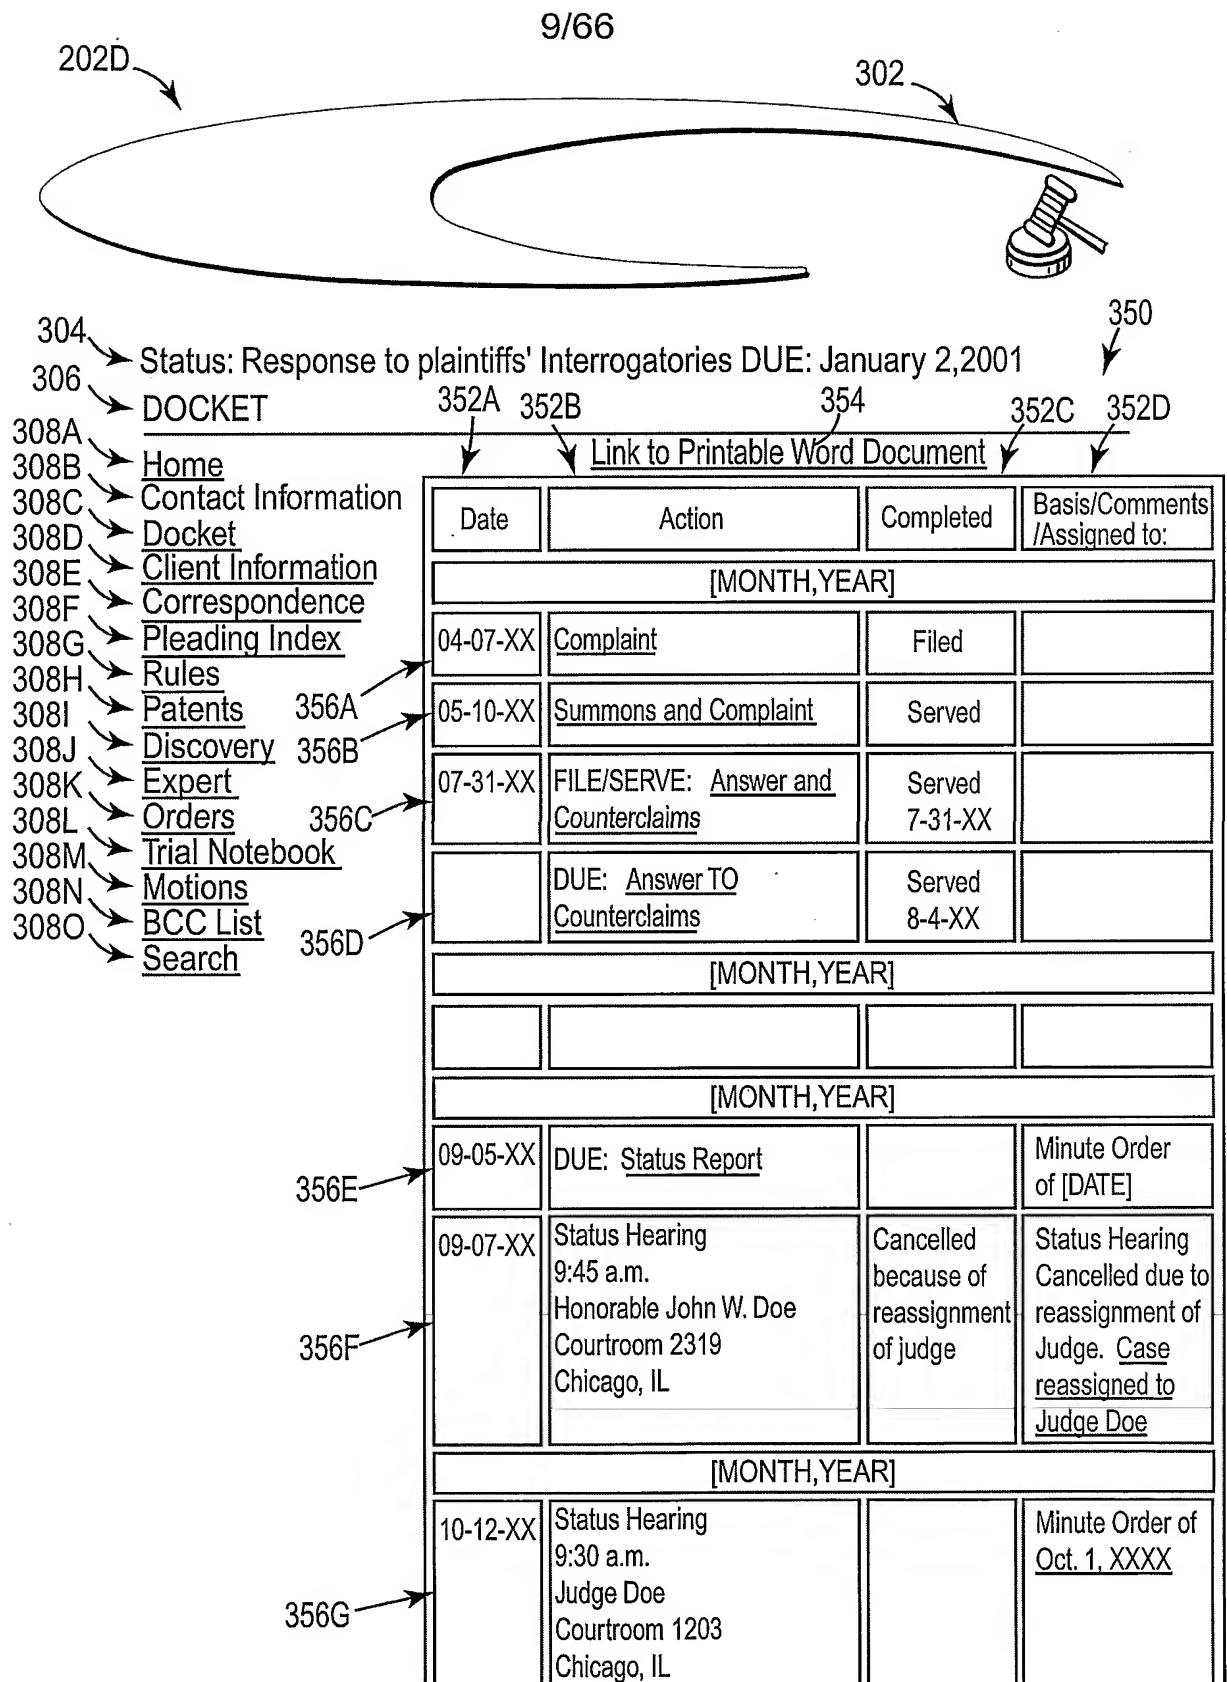 9/66
202D
302
350
304
Status: Response to plaintiffs' Interrogatories DUE: January 2,2001
306
DOCKET
352A
352B
354
352C
352D
Link to Printable Word Document
308A
Home
308B
Contact Information
308C
Docket
308D
Client Information
308E
Correspondence
308F
Pleading Index
308G
Rules
308H
Patents
308I
Discovery
308J
Expert
308K
Orders
308L
Trial Notebook
308M
Motions
308N
BCC List
308O
Search
Date
Action
Completed
Basis/Comments
/Assigned to:
[MONTH,YEAR]
356A
04-07-XX
Complaint
Filed
356B
05-10-XX
Summons and Complaint
Served
356C
07-31-XX
FILE/SERVE: Answer and
Counterclaims
Served
7-31-XX
356D
DUE: Answer TO
Counterclaims
Served
8-4-XX
[MONTH,YEAR]
[MONTH,YEAR]
356E
09-05-XX
DUE: Status Report
Minute Order
of [DATE]
356F
09-07-XX
Status Hearing
9:45 a.m.
Honorable John W. Doe
Courtroom 2319
Chicago, IL
Cancelled
because of
reassignment
of judge
Status Hearing
Cancelled due to
reassignment of
Judge. Case
reassigned to
Judge Doe
[MONTH,YEAR]
356G
10-12-XX
Status Hearing
9:30 a.m.
Judge Doe
Courtroom 1203
Chicago, IL
Minute Order of
Oct. 1, XXXX